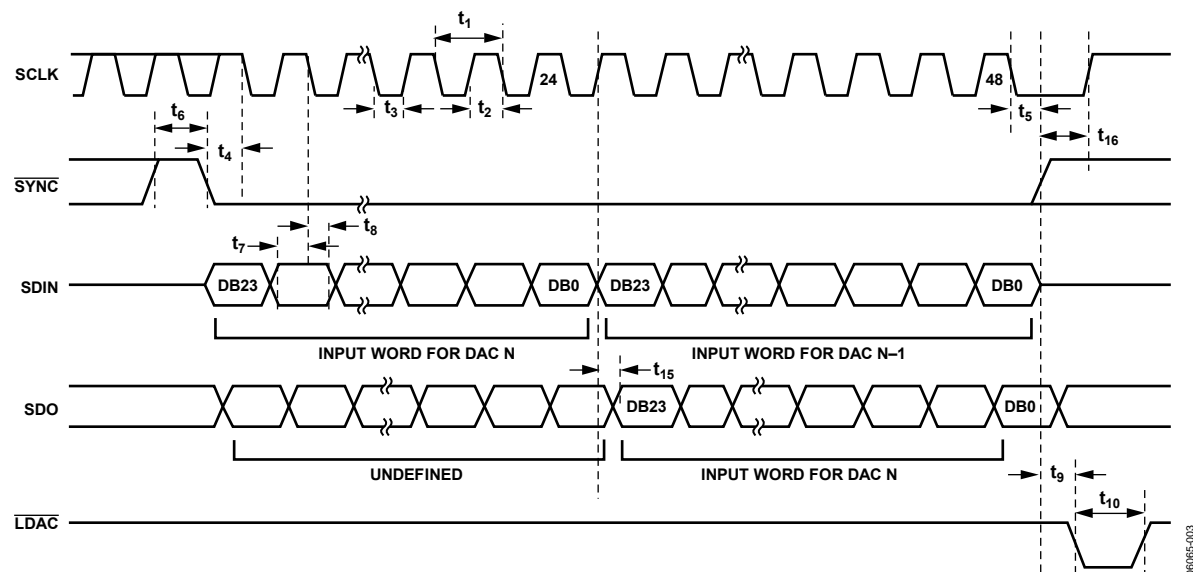 t1
SCLK
24
48
t3
t2
t5
t6
t4
t16
SYNC
t7
t8
SDIN
DB23
DB0
DB23
DB0
INPUT WORD FOR DAC N
INPUT WORD FOR DAC N–1
t15
SDO
DB23
DB0
UNDEFINED
INPUT WORD FOR DAC N
t9
t10
LDAC
06065-003